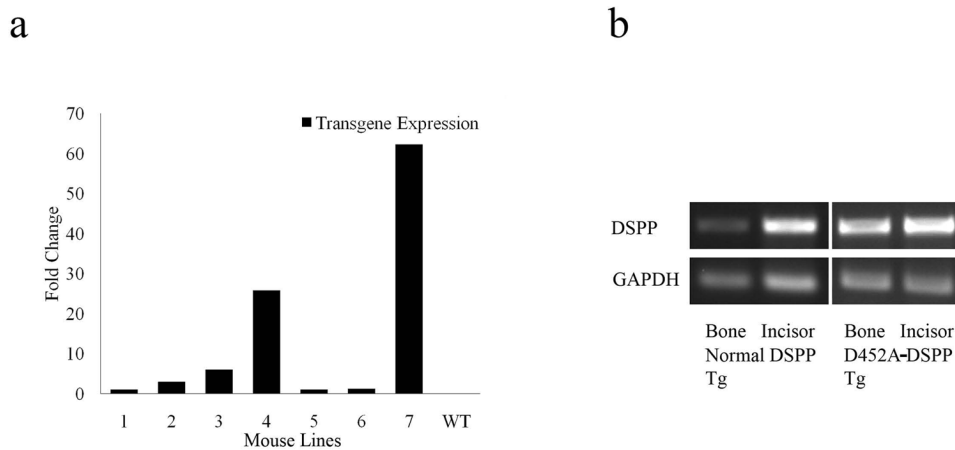 a
b
70
60
50
40
30
20
10
0
Fold Change
Transgene Expression
1 2 3 4 5 6 7 WT
Mouse Lines
DSPP
GAPDH
Bone Incisor
Normal DSPP
Tg
Bone Incisor
D452A-DSPP
Tg